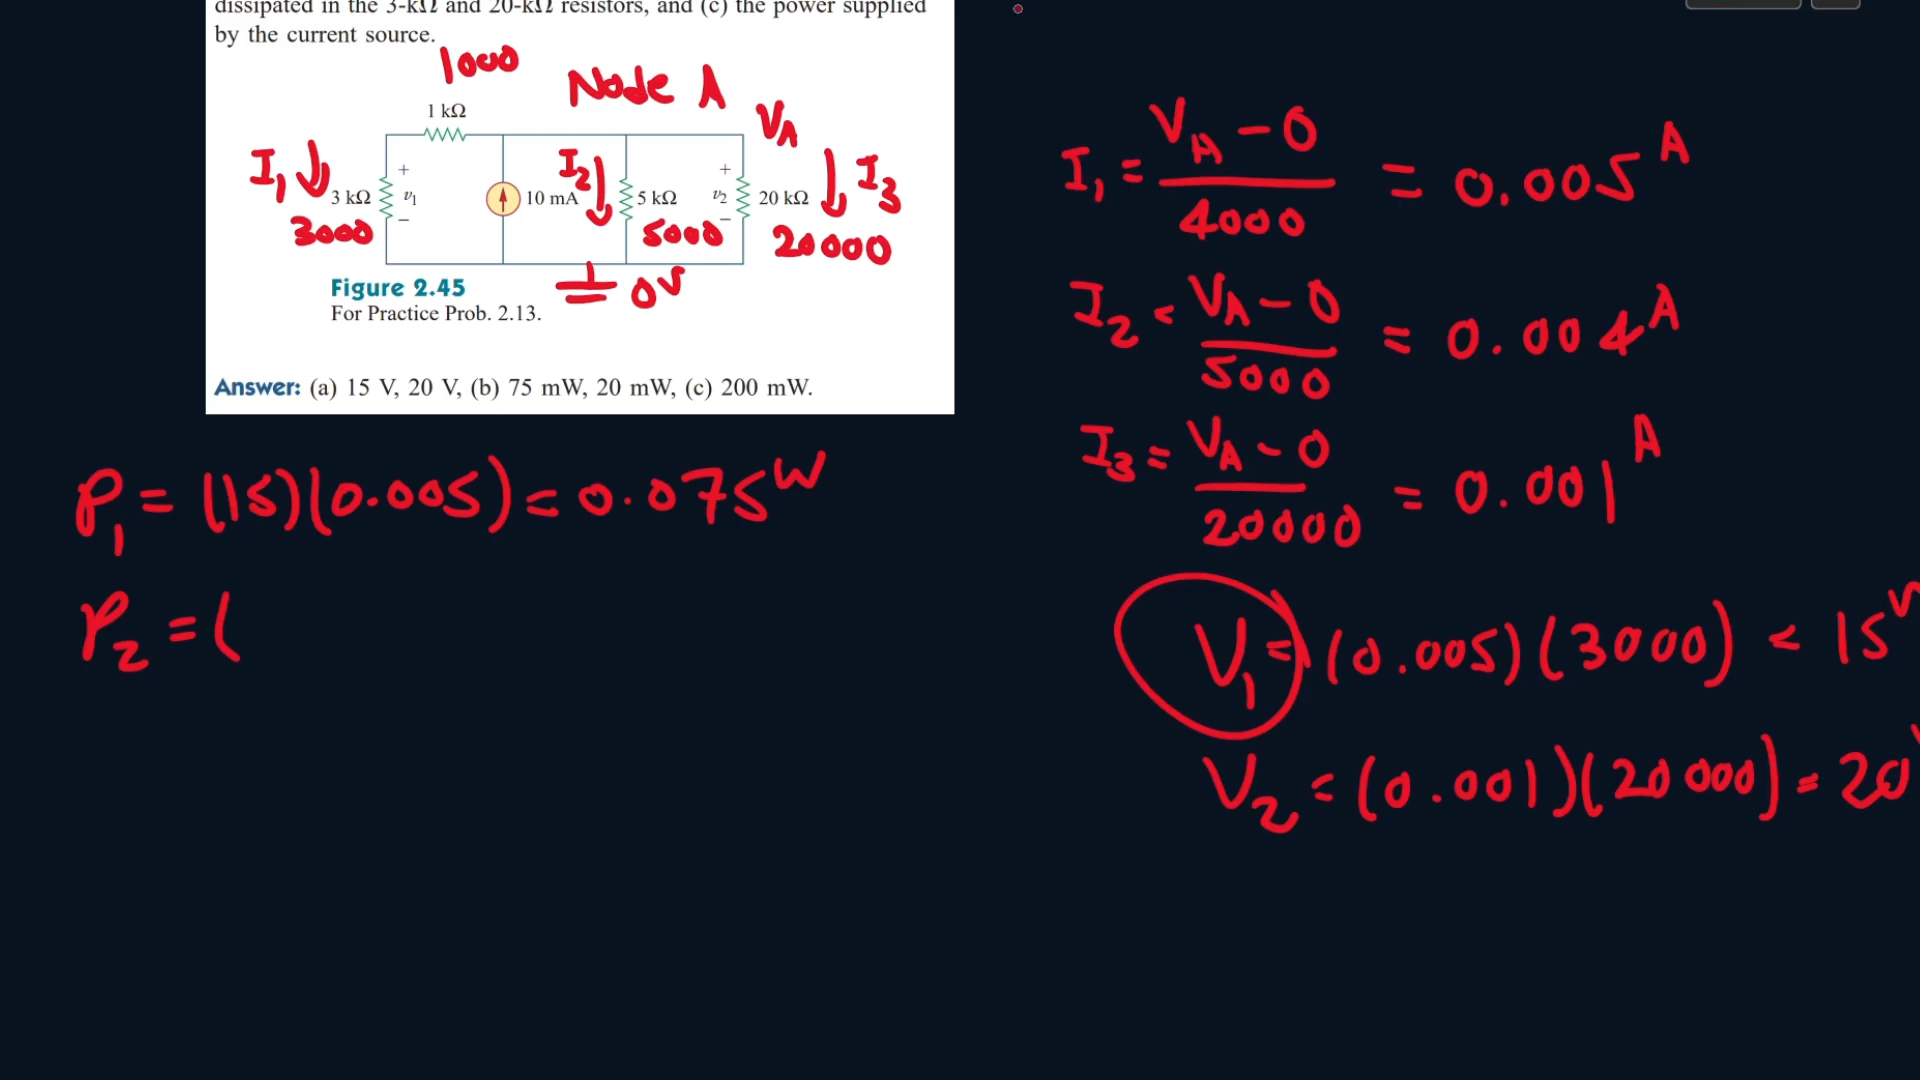 dissipated in the 3-kΩ and 20-kΩ resistors, and (c) the power supplied
by the current source.
1000
Node A
1 kΩ
V_A
I₁
3 kΩ
+
v₁
−
3000
10 mA
I₂
5 kΩ
5000
+
v₂
−
20 kΩ
I₃
20000
0V
Figure 2.45
For Practice Prob. 2.13.
Answer: (a) 15 V, 20 V, (b) 75 mW, 20 mW, (c) 200 mW.
P₁ = (15)(0.005) = 0.075 W
P₂ = (
I₁ = V_A − 0 / 4000 = 0.005 A
I₂ = V_A − 0 / 5000 = 0.004 A
I₃ = V_A − 0 / 20000 = 0.001 A
V₁ = (0.005)(3000) = 15 V
V₂ = (0.001)(20000) = 20